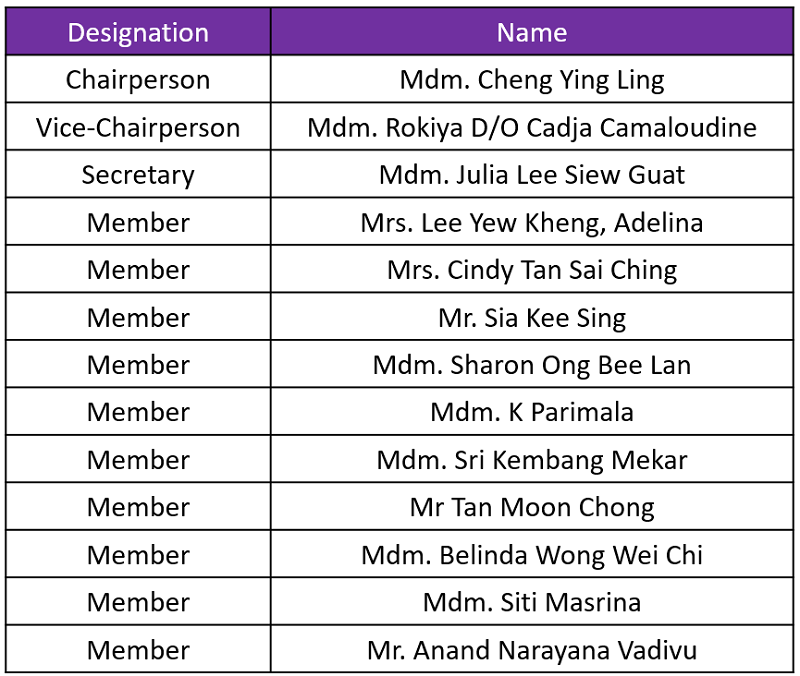 Designation Name
Chairperson Mdm. Cheng Ying Ling
Vice-Chairperson Mdm. Rokiya D/O Cadja Camaloudine
Secretary Mdm. Julia Lee Siew Guat
Member Mrs. Lee Yew Kheng, Adelina
Member Mrs. Cindy Tan Sai Ching
Member Mr. Sia Kee Sing
Member Mdm. Sharon Ong Bee Lan
Member Mdm. K Parimala
Member Mdm. Sri Kembang Mekar
Member Mr Tan Moon Chong
Member Mdm. Belinda Wong Wei Chi
Member Mdm. Siti Masrina
Member Mr. Anand Narayana Vadivu